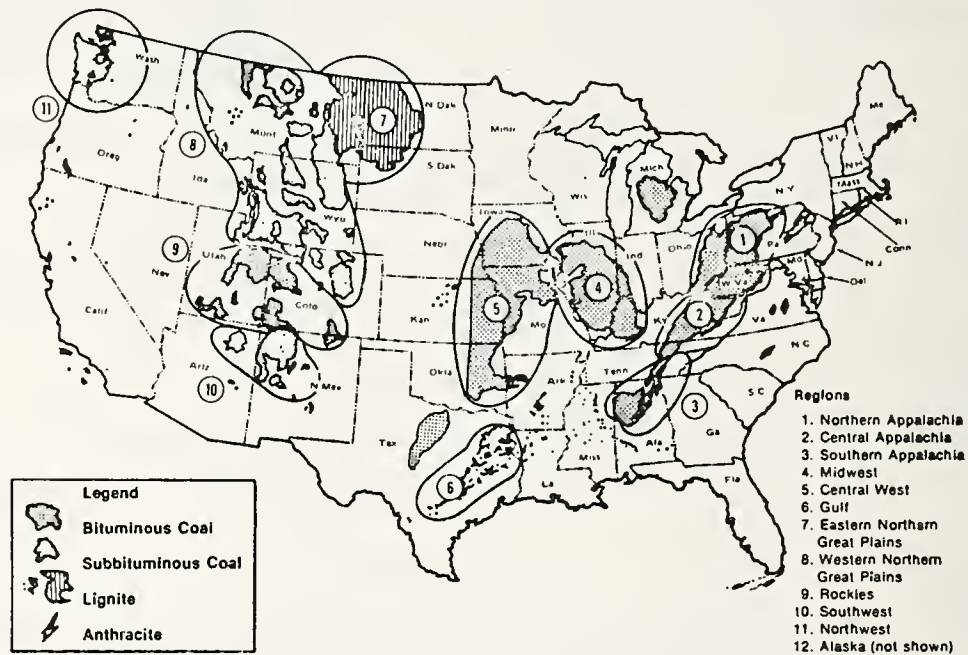 Wash
Mont
N Dak
Minn
Me
11
7
8
Oreg
Ida
S Dak
Wis
Mich
N Y
VT
N H
Mass
R I
Conn
N J
Del
Md
Wyo
Iowa
Nebr
Ill
Ind
Ohio
Pa
1
W Va
9
Nev
Utah
Colo
Calif
Kan
5
Mo
4
Ky
2
Va
N C
Ariz
10
N Mex
Okla
Ark
Tenn
S C
3
Tex
6
La
Miss
Ala
Ga
Fla
Legend
Bituminous Coal
Subbituminous Coal
Lignite
Anthracite
Regions
1. Northern Appalachia
2. Central Appalachia
3. Southern Appalachia
4. Midwest
5. Central West
6. Gulf
7. Eastern Northern
Great Plains
8. Western Northern
Great Plains
9. Rockies
10. Southwest
11. Northwest
12. Alaska (not shown)